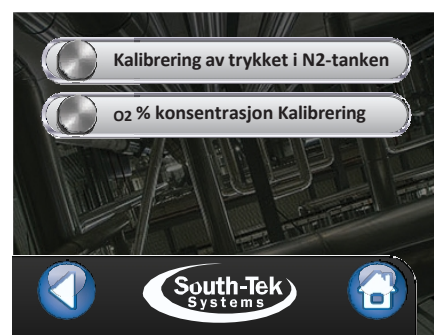 Kalibrering av trykket i N2-tanken
O2 % konsentrasjon Kalibrering
South-Tek
Systems